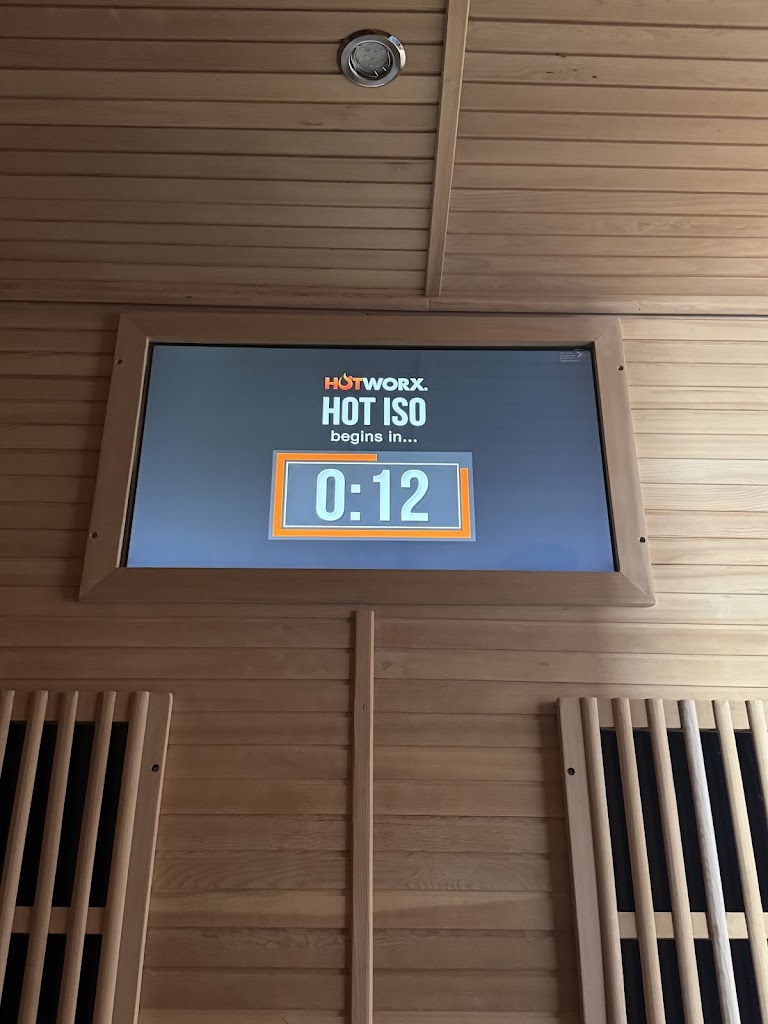 HOTWORX.
HOT ISO
begins in...
0:12